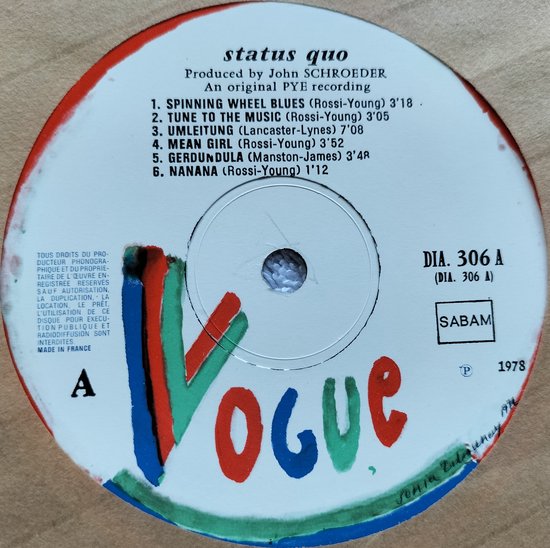 status quo
Produced by John SCHROEDER
An original PYE recording
1. SPINNING WHEEL BLUES (Rossi-Young) 3'18
2. TUNE TO THE MUSIC (Rossi-Young) 3'05
3. UMLEITUNG (Lancaster-Lynes) 7'08
4. MEAN GIRL (Rossi-Young) 3'52
5. GERDUNDULA (Manston-James) 3'48
6. NANANA (Rossi-Young) 1'12
TOUS DROITS DU PRO-
DUCTEUR PHONOGRA-
PHIQUE ET DU PROPRIE-
TAIRE DE L'ŒUVRE EN-
REGISTREE RESERVES
SAUF AUTORISATION,
LA DUPLICATION, LA
LOCATION, LE PRÊT,
L'UTILISATION DE CE
DISQUE POUR EXECU-
TION PUBLIQUE ET
RADIODIFFUSION SONT
INTERDITES.
MADE IN FRANCE
DIA. 306 A
(DIA. 306 A)
SABAM
℗ 1978
A
VOGUE
Sonia Delaunay